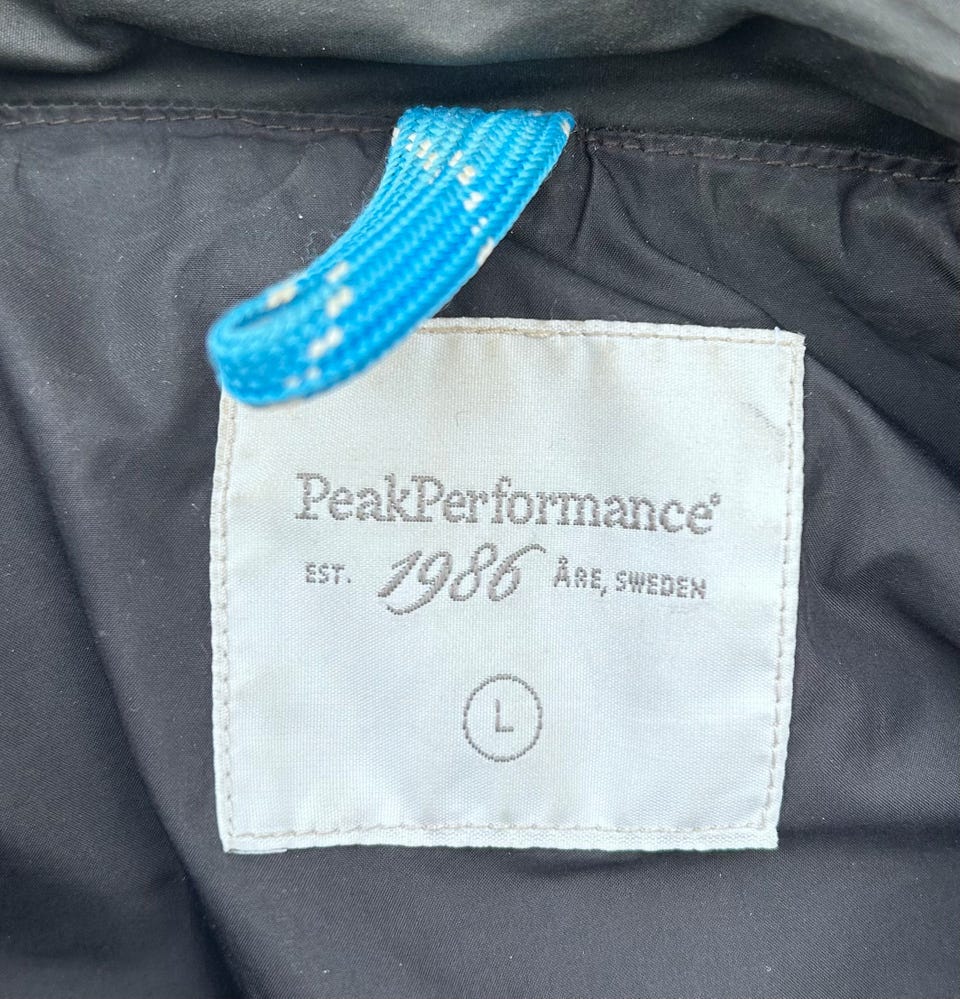 PeakPerformance®
EST. 1986 ÅRE, SWEDEN
L